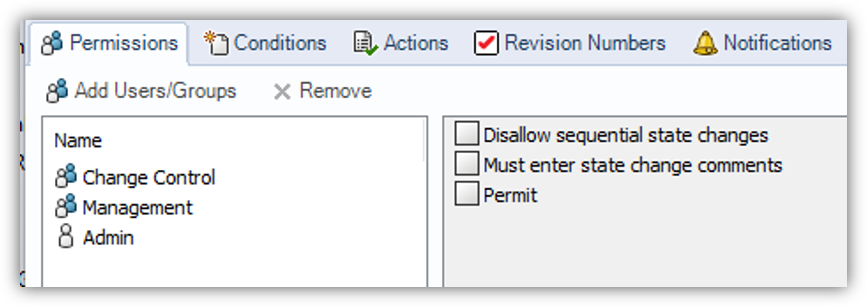 Permissions Conditions Actions Revision Numbers Notifications
Add Users/Groups Remove
Name
Change Control
Management
Admin
Disallow sequential state changes
Must enter state change comments
Permit